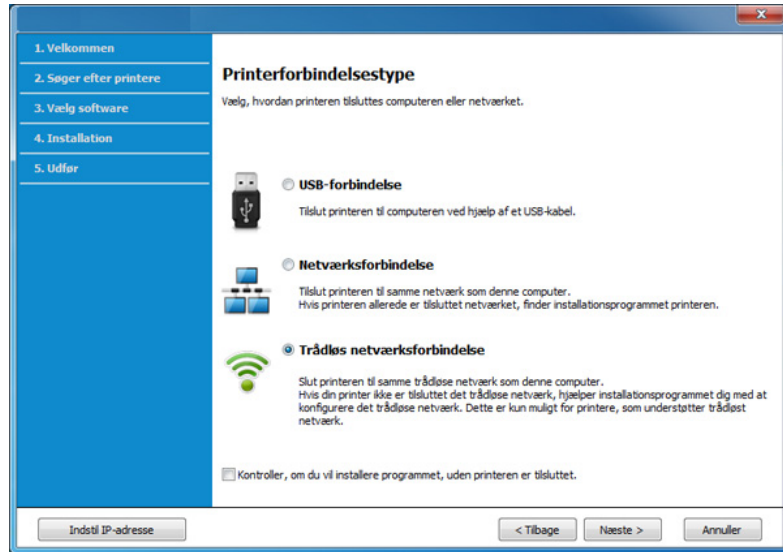 1. Velkommen
2. Søger efter printere
3. Vælg software
4. Installation
5. Udfør
Printerforbindelsestype
Vælg, hvordan printeren tilsluttes computeren eller netværket.
USB-forbindelse
Tilslut printeren til computeren ved hjælp af et USB-kabel.
Netværksforbindelse
Tilslut printeren til samme netværk som denne computer.
Hvis printeren allerede er tilsluttet netværket, finder installationsprogrammet printeren.
Trådløs netværksforbindelse
Slut printeren til samme trådløse netværk som denne computer.
Hvis din printer ikke er tilsluttet det trådløse netværk, hjælper installationsprogrammet dig med at
konfigurere det trådløse netværk. Dette er kun muligt for printere, som understøtter trådløst
netværk.
Kontroller, om du vil installere programmet, uden printeren er tilsluttet.
Indstil IP-adresse
< Tilbage
Næste >
Annuller